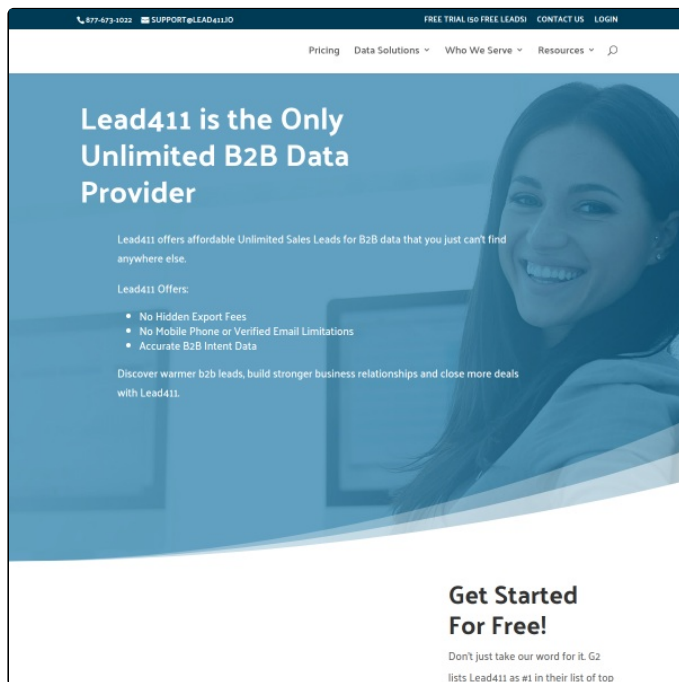 877-673-1022 SUPPORT@LEAD411.IO FREE TRIAL (50 FREE LEADS) CONTACT US LOGIN
Pricing Data Solutions Who We Serve Resources
Lead411 is the Only
Unlimited B2B Data
Provider
Lead411 offers affordable Unlimited Sales Leads for B2B data that you just can't find
anywhere else.
Lead411 Offers:
No Hidden Export Fees
No Mobile Phone or Verified Email Limitations
Accurate B2B Intent Data
Discover warmer b2b leads, build stronger business relationships and close more deals
with Lead411.
Get Started
For Free!
Don't just take our word for it. G2
lists Lead411 as #1 in their list of top